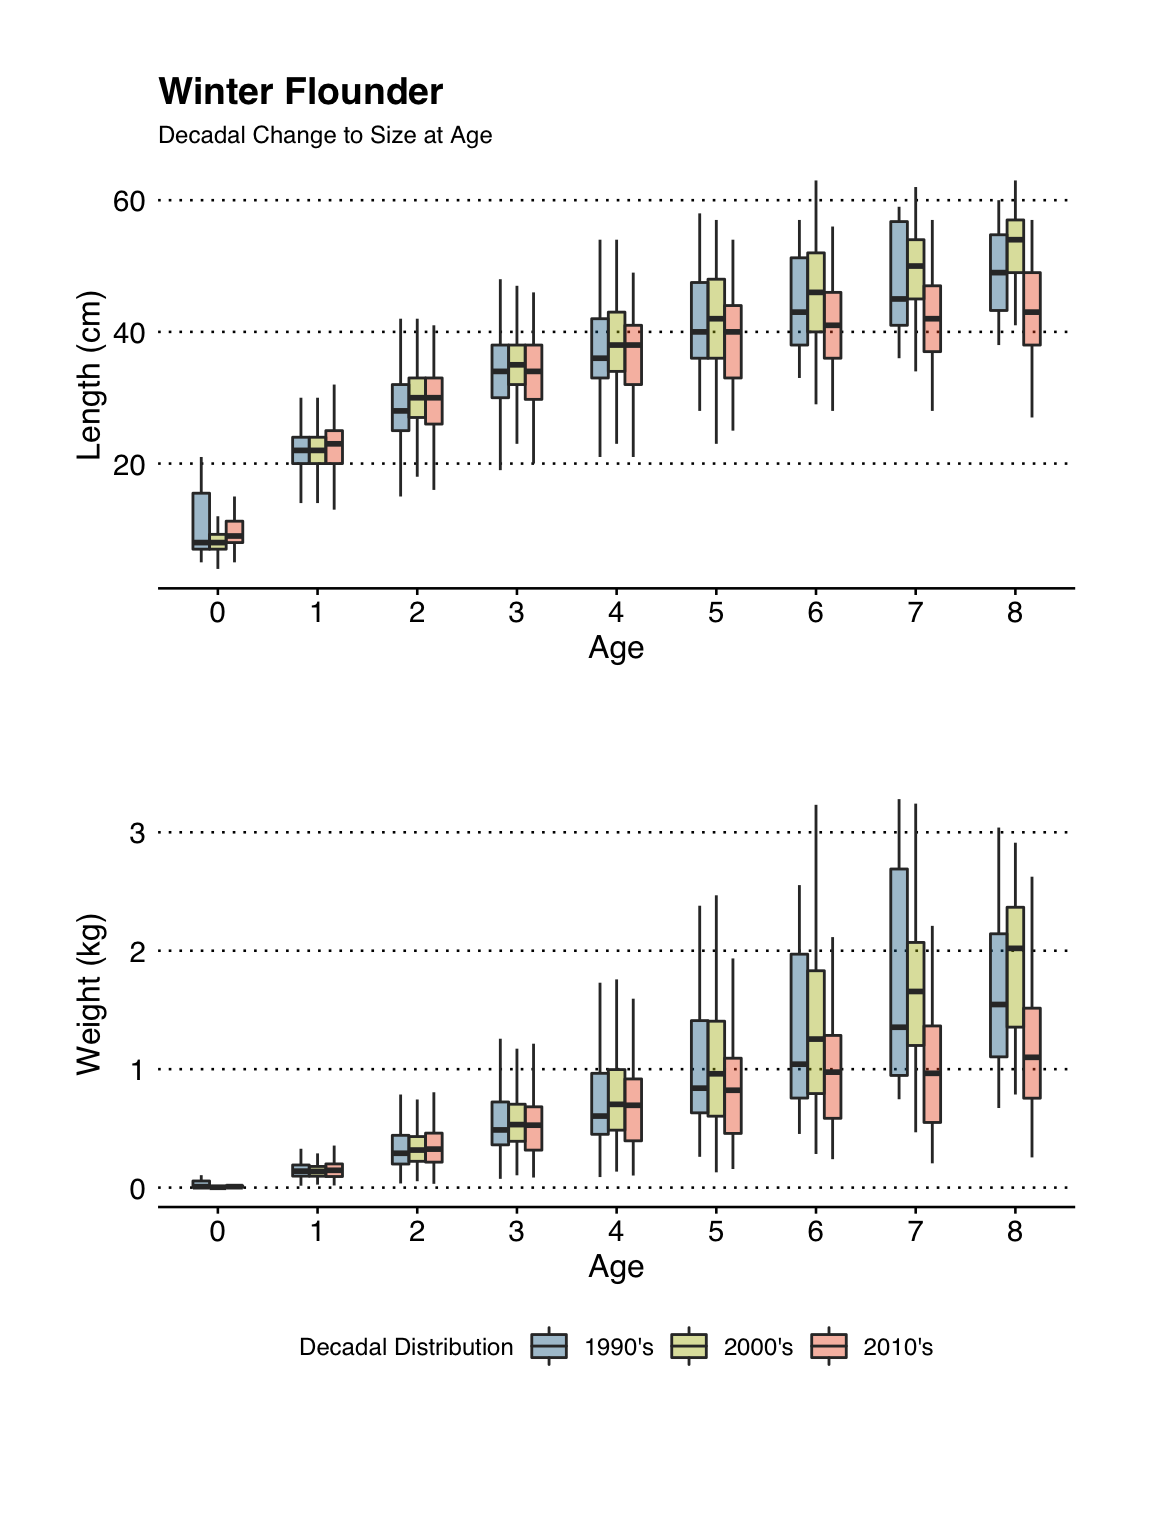 Winter Flounder
Decadal Change to Size at Age
60
40
20
Length (cm)
0 1 2 3 4 5 6 7 8
Age
3
2
1
0
Weight (kg)
0 1 2 3 4 5 6 7 8
Age
Decadal Distribution 1990's 2000's 2010's